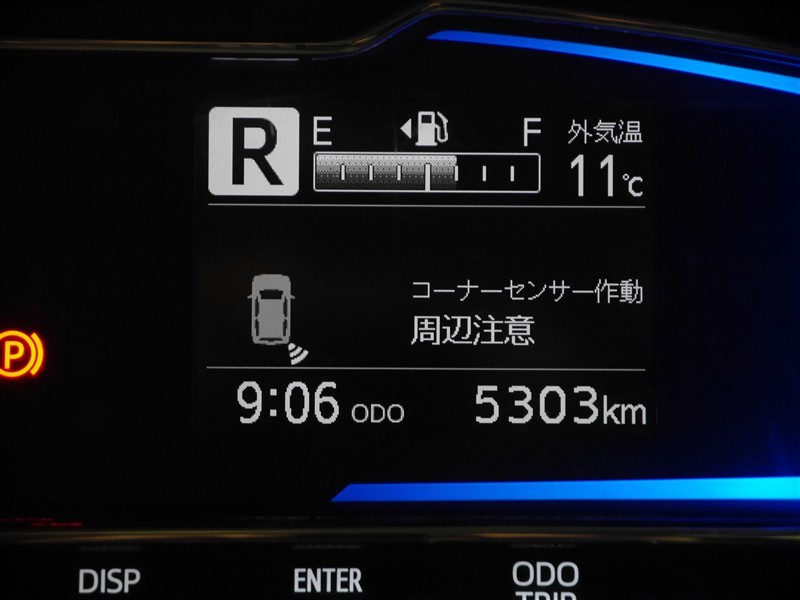 R E F 外気温
11℃
コーナーセンサー作動
周辺注意
P
9:06 ODO 5303km
DISP ENTER ODO
TRIP